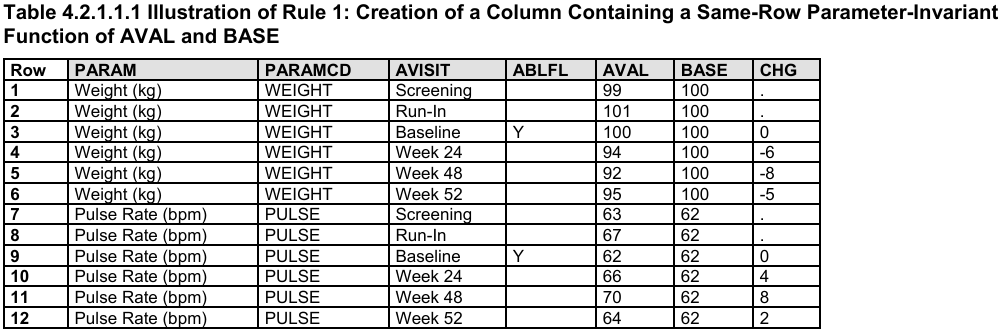 Table 4.2.1.1.1 Illustration of Rule 1: Creation of a Column Containing a Same-Row Parameter-Invariant
Function of AVAL and BASE
Row PARAM PARAMCD AVISIT ABLFL AVAL BASE CHG
1 Weight (kg) WEIGHT Screening 99 100 .
2 Weight (kg) WEIGHT Run-In 101 100 .
3 Weight (kg) WEIGHT Baseline Y 100 100 0
4 Weight (kg) WEIGHT Week 24 94 100 -6
5 Weight (kg) WEIGHT Week 48 92 100 -8
6 Weight (kg) WEIGHT Week 52 95 100 -5
7 Pulse Rate (bpm) PULSE Screening 63 62 .
8 Pulse Rate (bpm) PULSE Run-In 67 62 .
9 Pulse Rate (bpm) PULSE Baseline Y 62 62 0
10 Pulse Rate (bpm) PULSE Week 24 66 62 4
11 Pulse Rate (bpm) PULSE Week 48 70 62 8
12 Pulse Rate (bpm) PULSE Week 52 64 62 2